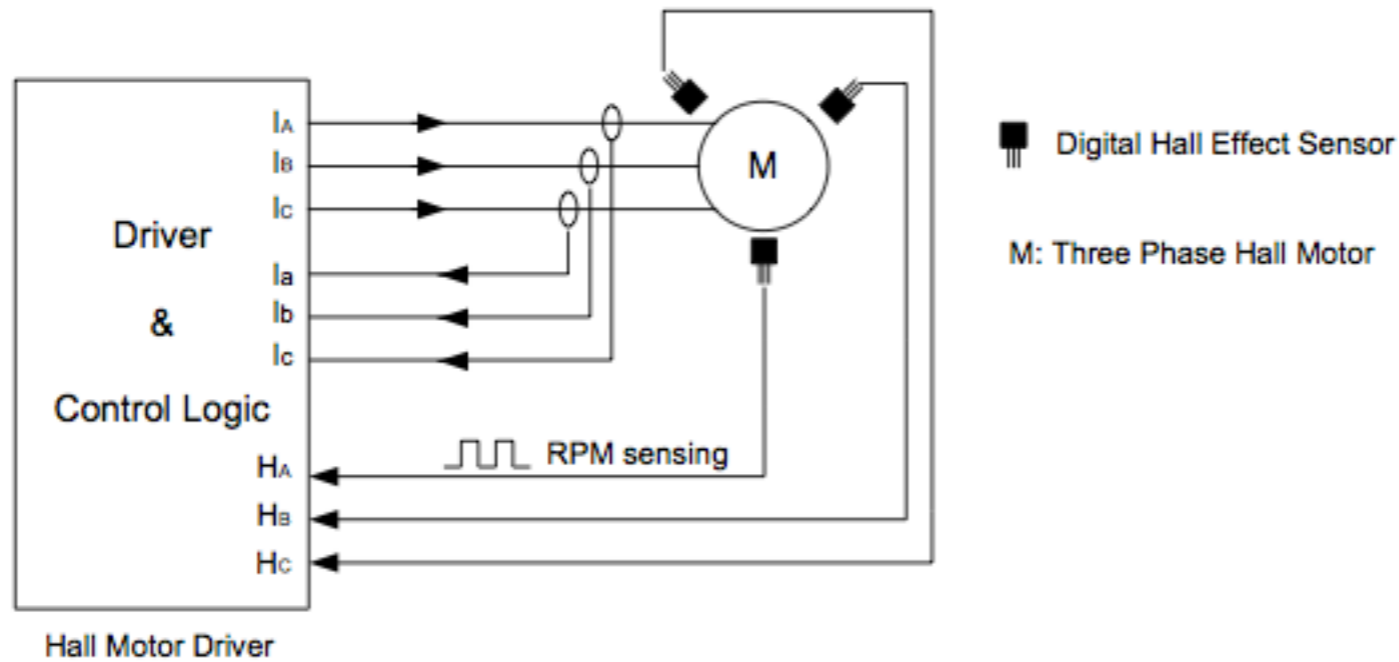 IA
IB
IC
Driver
&
Control Logic
Ia
Ib
Ic
HA
HB
HC
RPM sensing
M
Hall Motor Driver
Digital Hall Effect Sensor
M: Three Phase Hall Motor